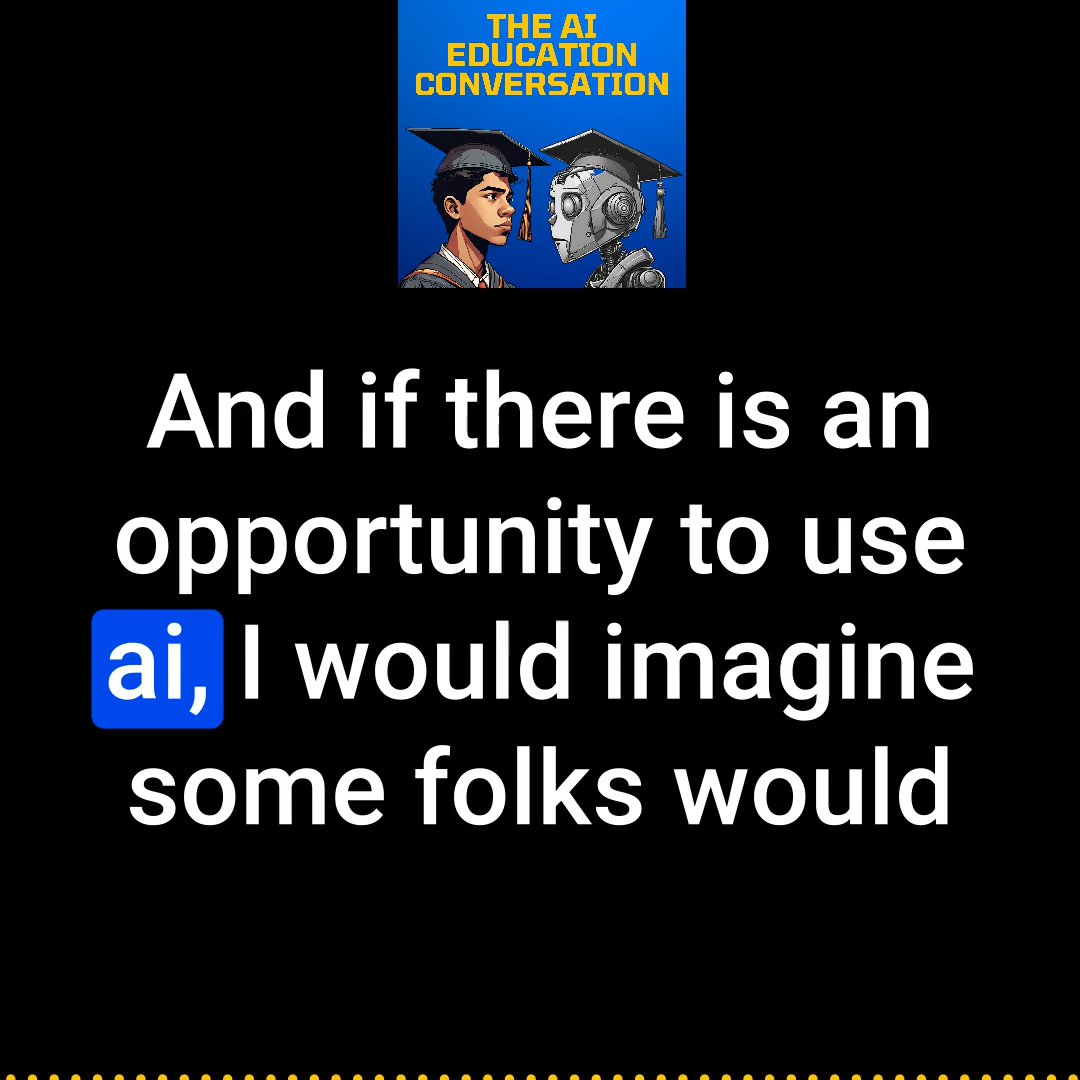 THE AI
EDUCATION
CONVERSATION
And if there is an
opportunity to use
ai, I would imagine
some folks would